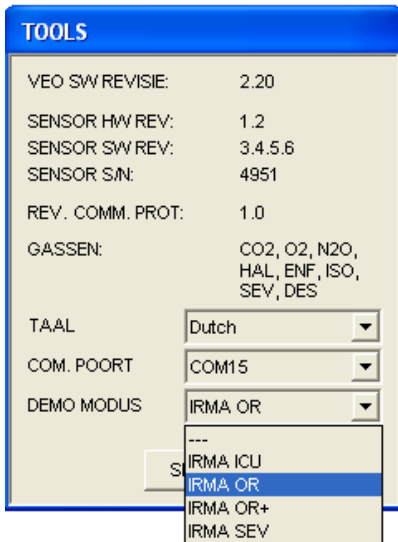 TOOLS
VEO SW REVISIE: 2.20
SENSOR HW REV: 1.2
SENSOR SW REV: 3.4.5.6
SENSOR S/N: 4951
REV. COMM. PROT: 1.0
GASSEN: CO2, O2, N2O,
HAL, ENF, ISO,
SEV, DES
TAAL Dutch
COM. POORT COM15
DEMO MODUS IRMA OR
---
IRMA ICU
IRMA OR
IRMA OR+
IRMA SEV